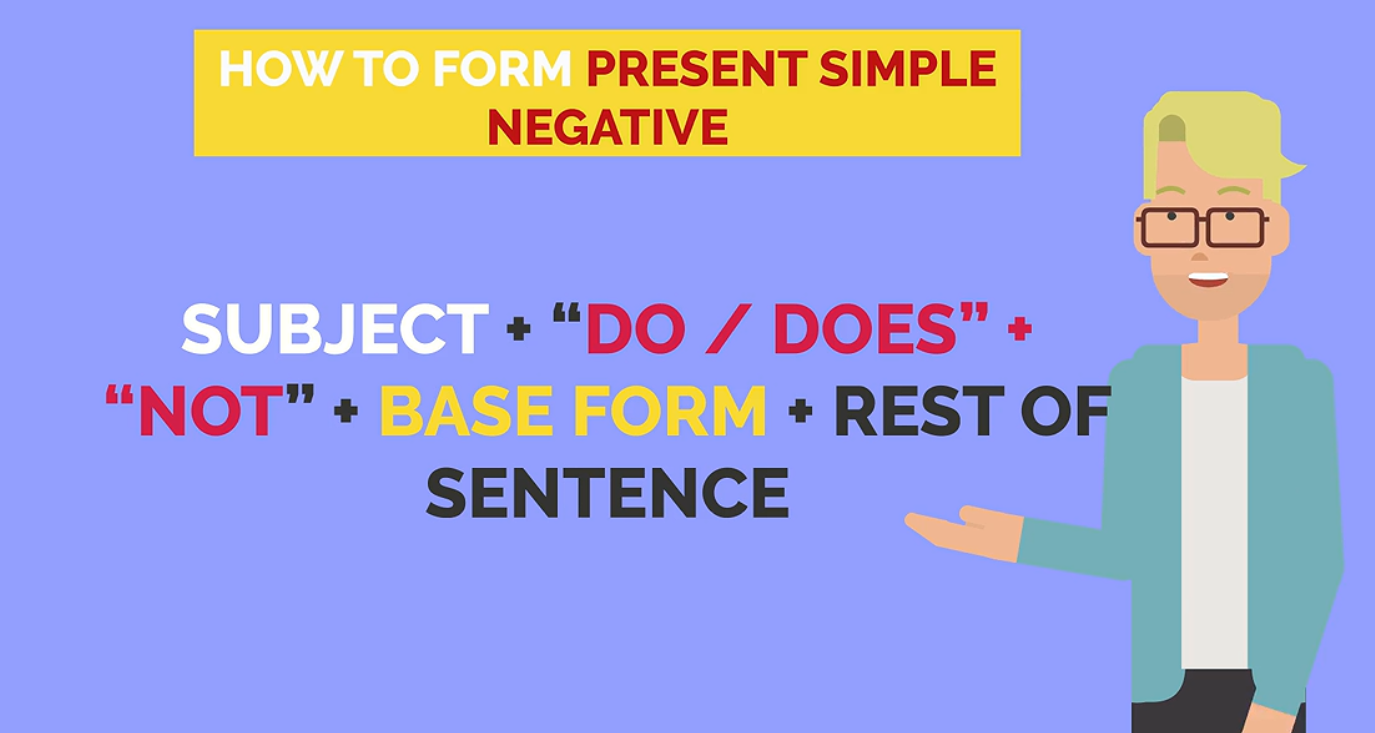 HOW TO FORM PRESENT SIMPLE
NEGATIVE
SUBJECT + “DO / DOES” +
“NOT” + BASE FORM + REST OF
SENTENCE